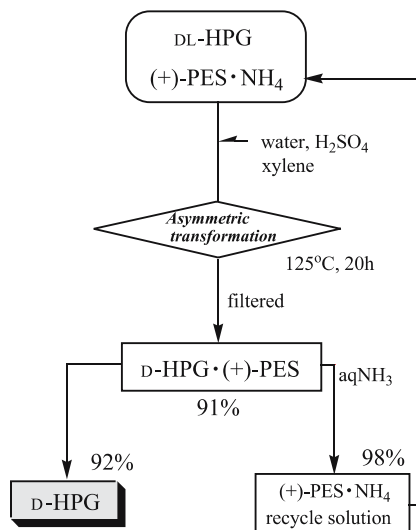 DL-HPG
(+)-PES・NH₄
water, H₂SO₄
xylene
Asymmetric
transformation
125°C, 20h
filtered
D-HPG・(+)-PES
aqNH₃
91%
92%
98%
D-HPG
(+)-PES・NH₄
recycle solution